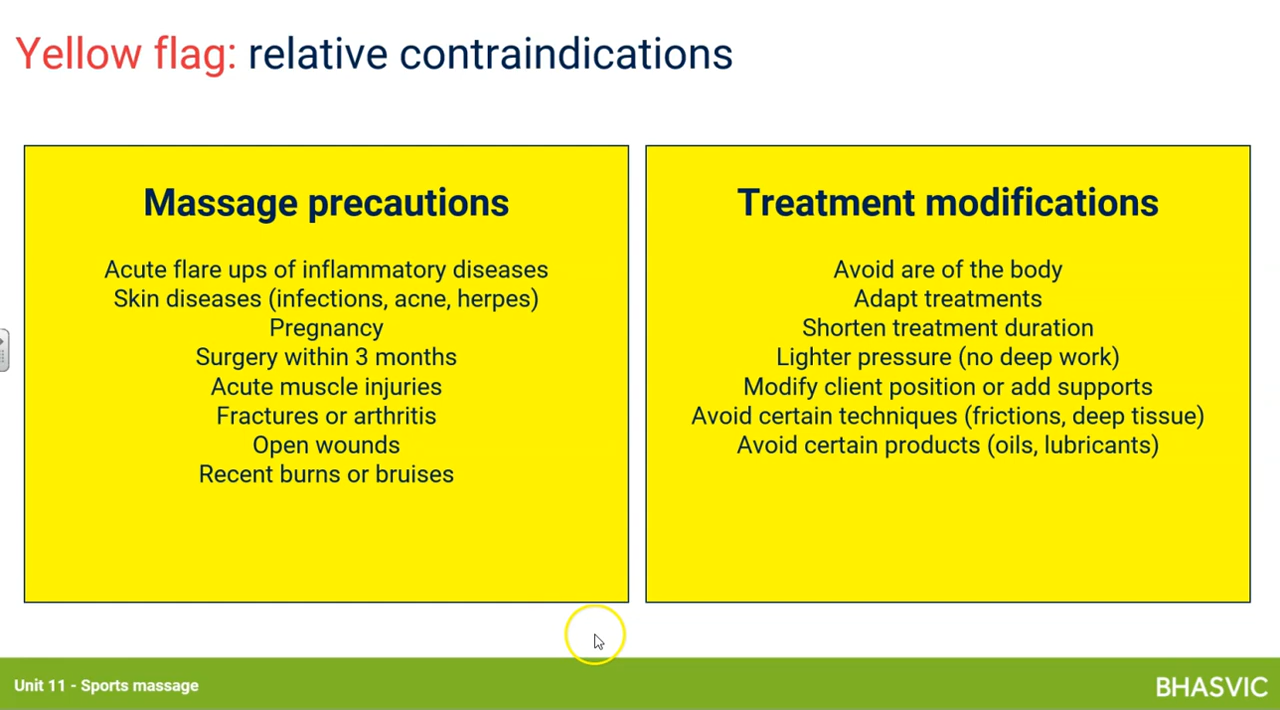 Yellow flag: relative contraindications
Massage precautions
Acute flare ups of inflammatory diseases
Skin diseases (infections, acne, herpes)
Pregnancy
Surgery within 3 months
Acute muscle injuries
Fractures or arthritis
Open wounds
Recent burns or bruises
Treatment modifications
Avoid are of the body
Adapt treatments
Shorten treatment duration
Lighter pressure (no deep work)
Modify client position or add supports
Avoid certain techniques (frictions, deep tissue)
Avoid certain products (oils, lubricants)
Unit 11 - Sports massage
BHASVIC